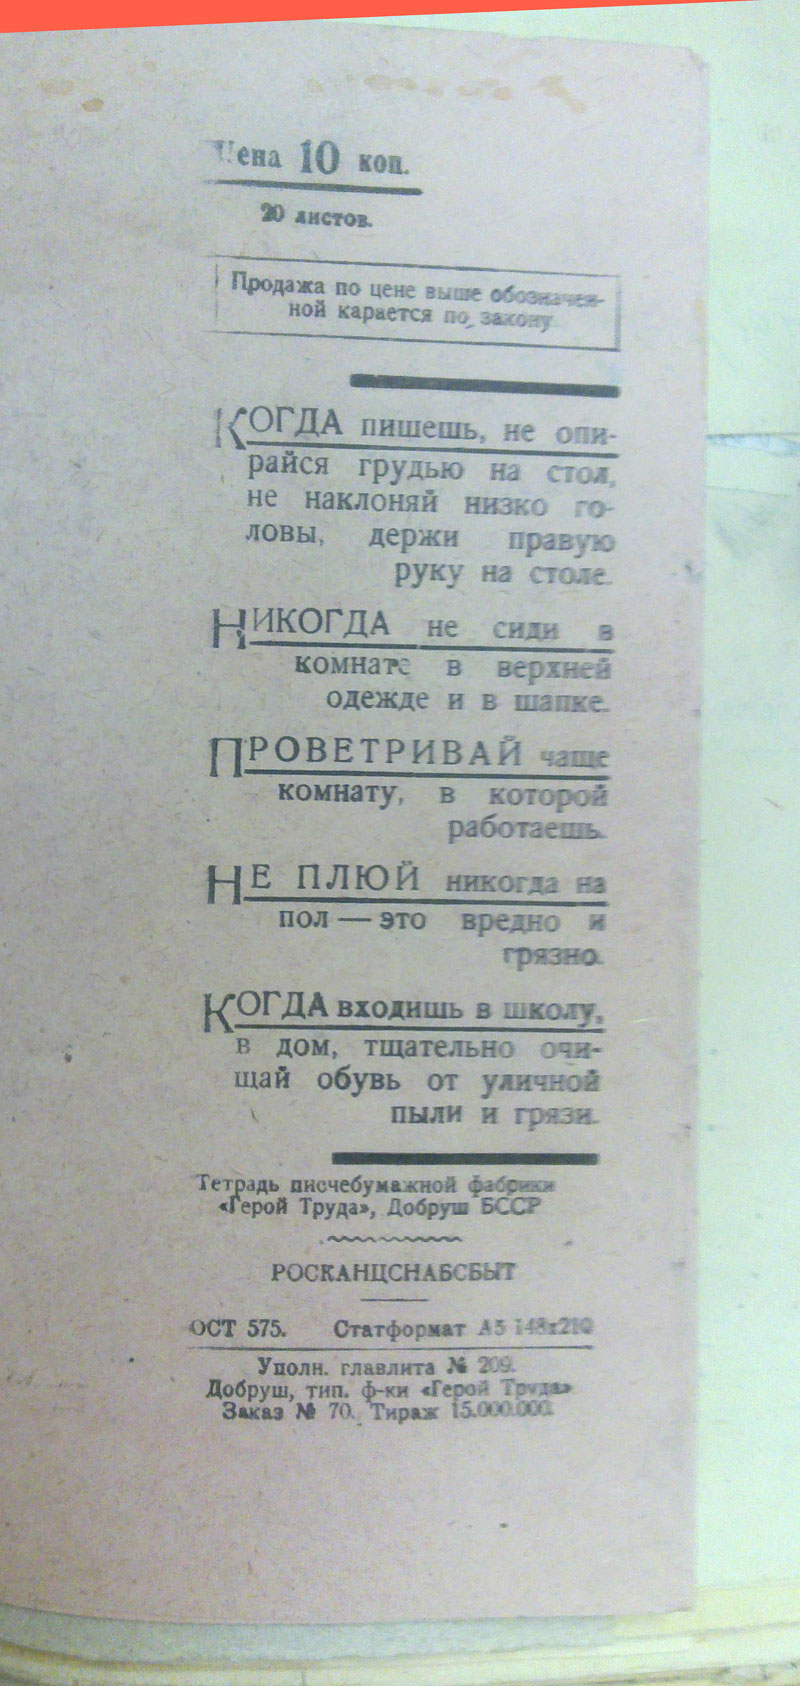 Цена 10 коп.
20 листов.
Продажа по цене выше обозначен-
ной карается по закону
КОГДА пишешь, не опи-
райся грудью на стол,
не наклоняй низко го-
ловы, держи правую
руку на столе.
НИКОГДА не сиди в
комнате в верхней
одежде и в шапке.
ПРОВЕТРИВАЙ чаще
комнату, в которой
работаешь.
НЕ ПЛЮЙ никогда на
пол — это вредно и
грязно.
КОГДА входишь в школу,
в дом, тщательно очи-
щай обувь от уличной
пыли и грязи.
Тетрадь писчебумажной фабрики
«Герой Труда», Добруш БССР
РОСКАНЦСНАБСБЫТ
ОСТ 575. Статформат А5 148х210
Уполн. главлита № 209.
Добруш, тип. ф-ки «Герой Труда»
Заказ № 70. Тираж 15.000.000.